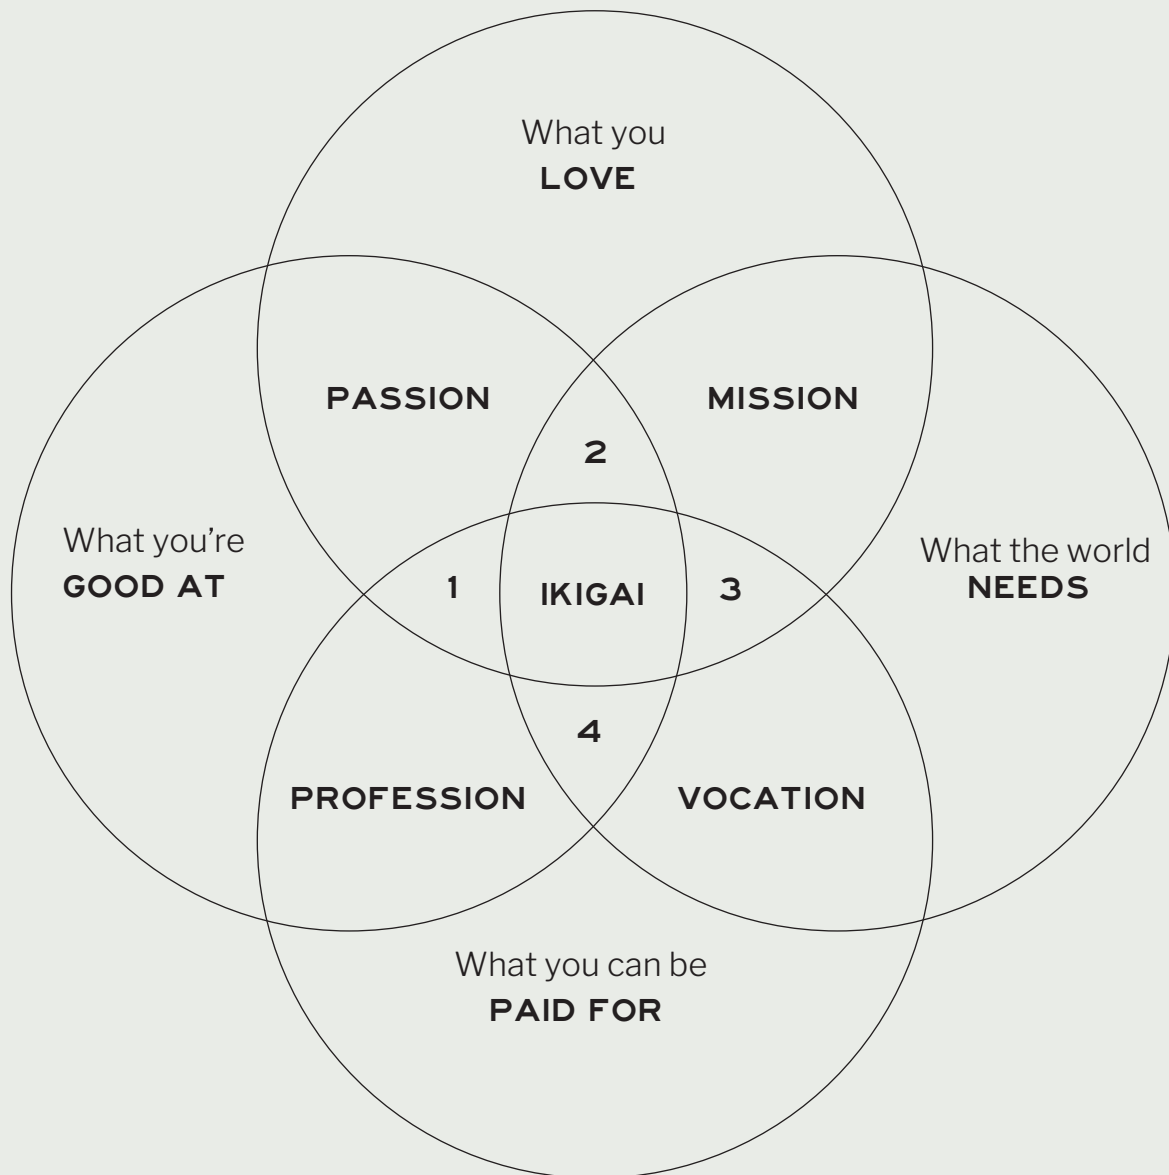 What you
LOVE
PASSION
MISSION
2
What you're
GOOD AT
1
IKIGAI
3
What the world
NEEDS
4
PROFESSION
VOCATION
What you can be
PAID FOR